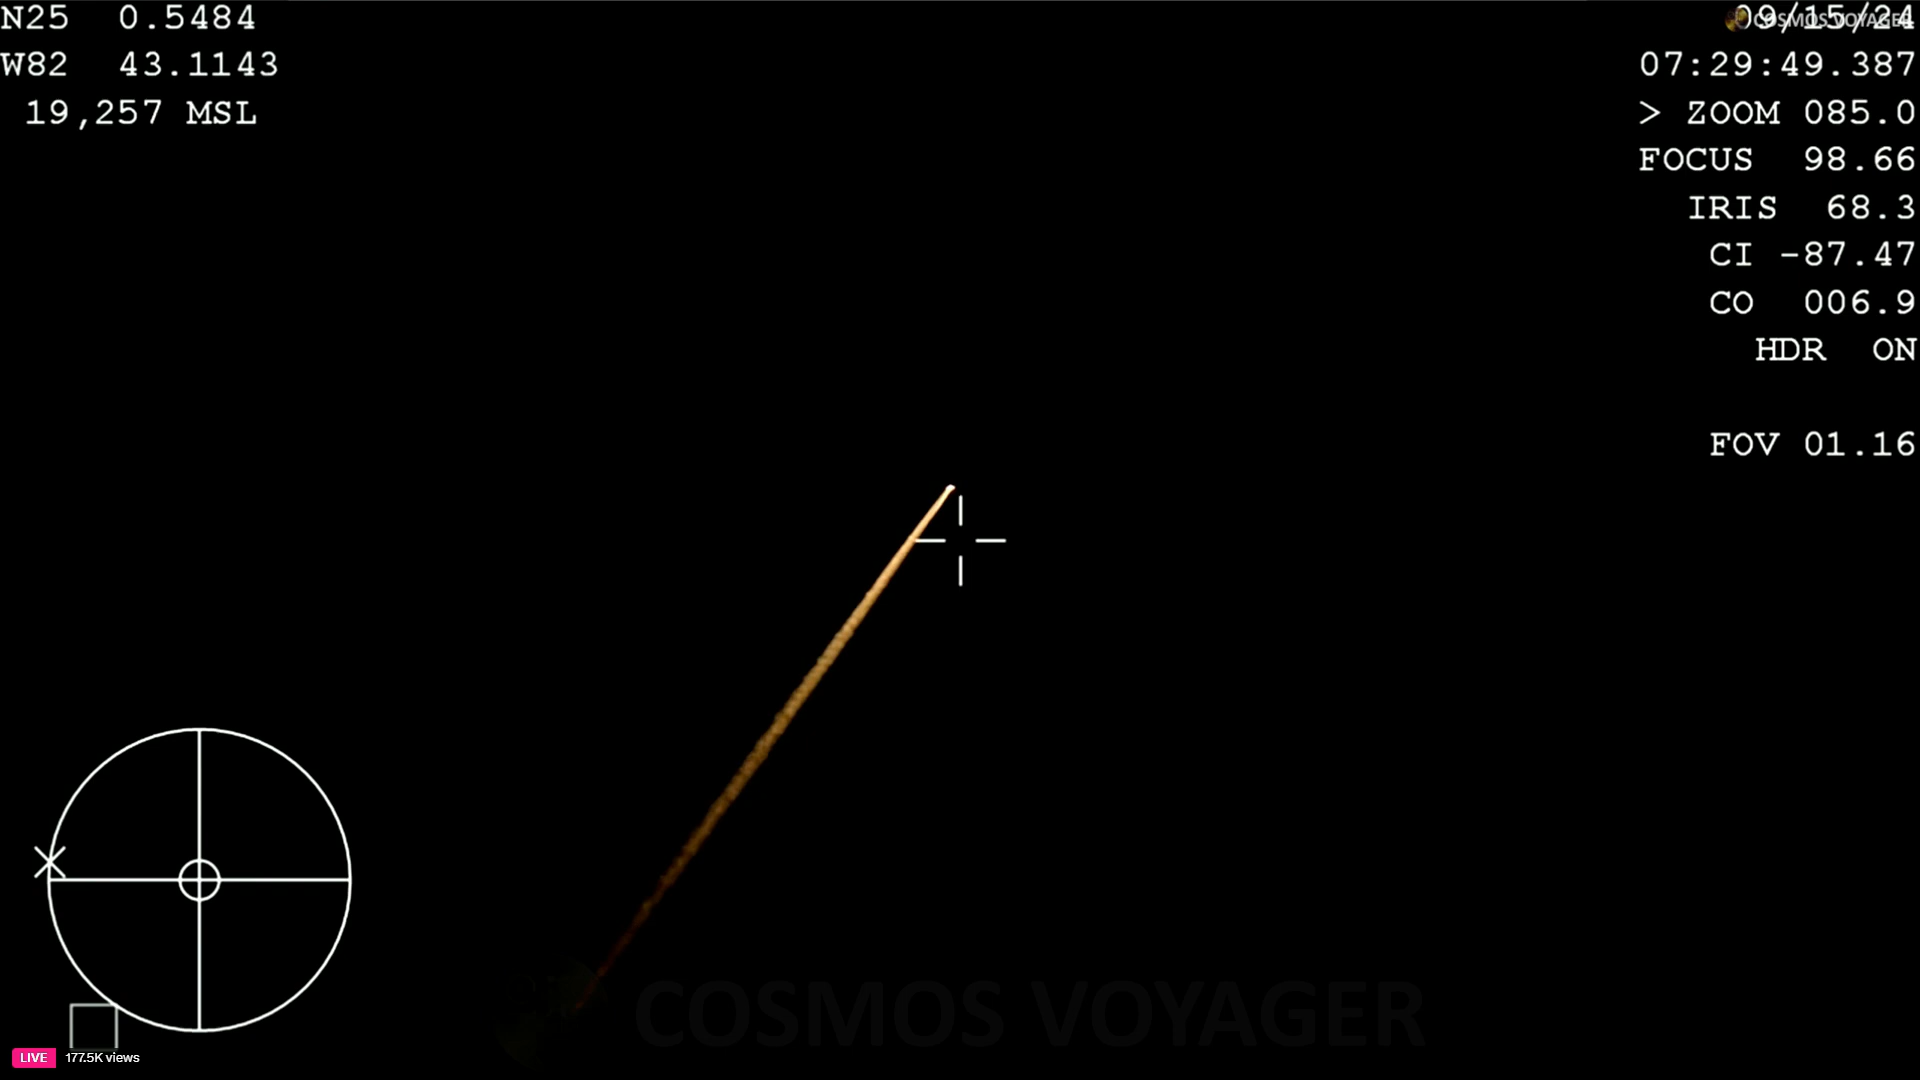 N25 0.5484
W82 43.1143
19,257 MSL
COSMOS VOYAGER
09/15/24
07:29:49.387
> ZOOM 085.0
FOCUS 98.66
IRIS 68.3
CI -87.47
CO 006.9
HDR ON
FOV 01.16
COSMOS VOYAGER
LIVE 177.5K views